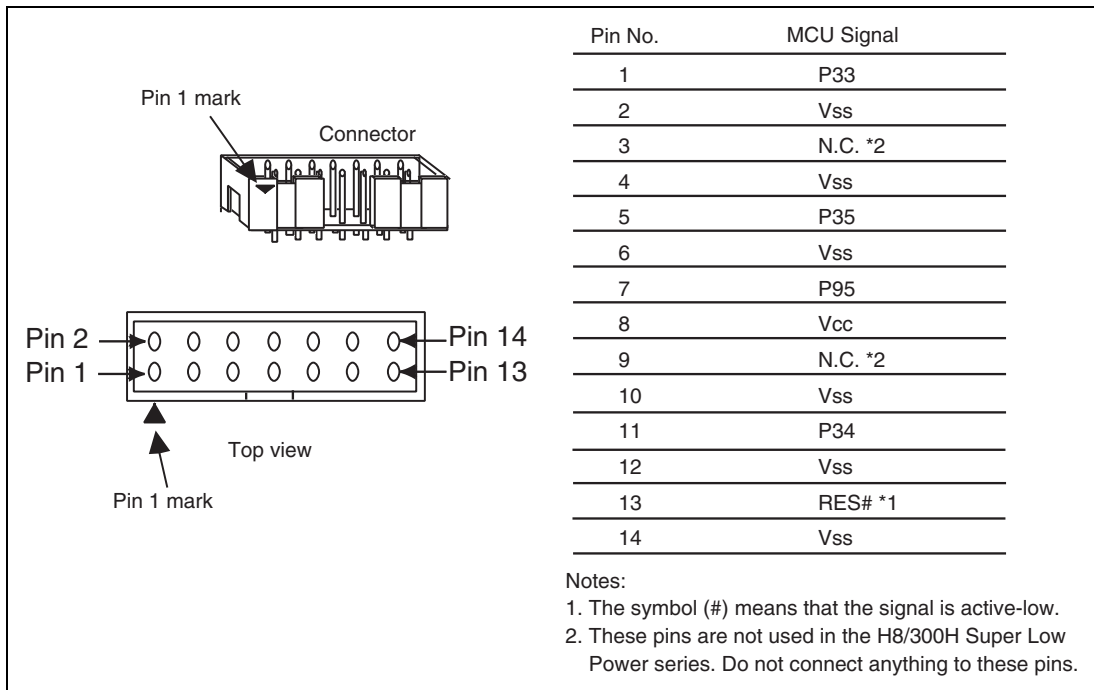 Pin 1 mark
Connector
Pin 2
Pin 14
Pin 1
Pin 13
Top view
Pin 1 mark
Pin No. MCU Signal
1 P33
2 Vss
3 N.C. *2
4 Vss
5 P35
6 Vss
7 P95
8 Vcc
9 N.C. *2
10 Vss
11 P34
12 Vss
13 RES# *1
14 Vss
Notes:
1. The symbol (#) means that the signal is active-low.
2. These pins are not used in the H8/300H Super Low
Power series. Do not connect anything to these pins.